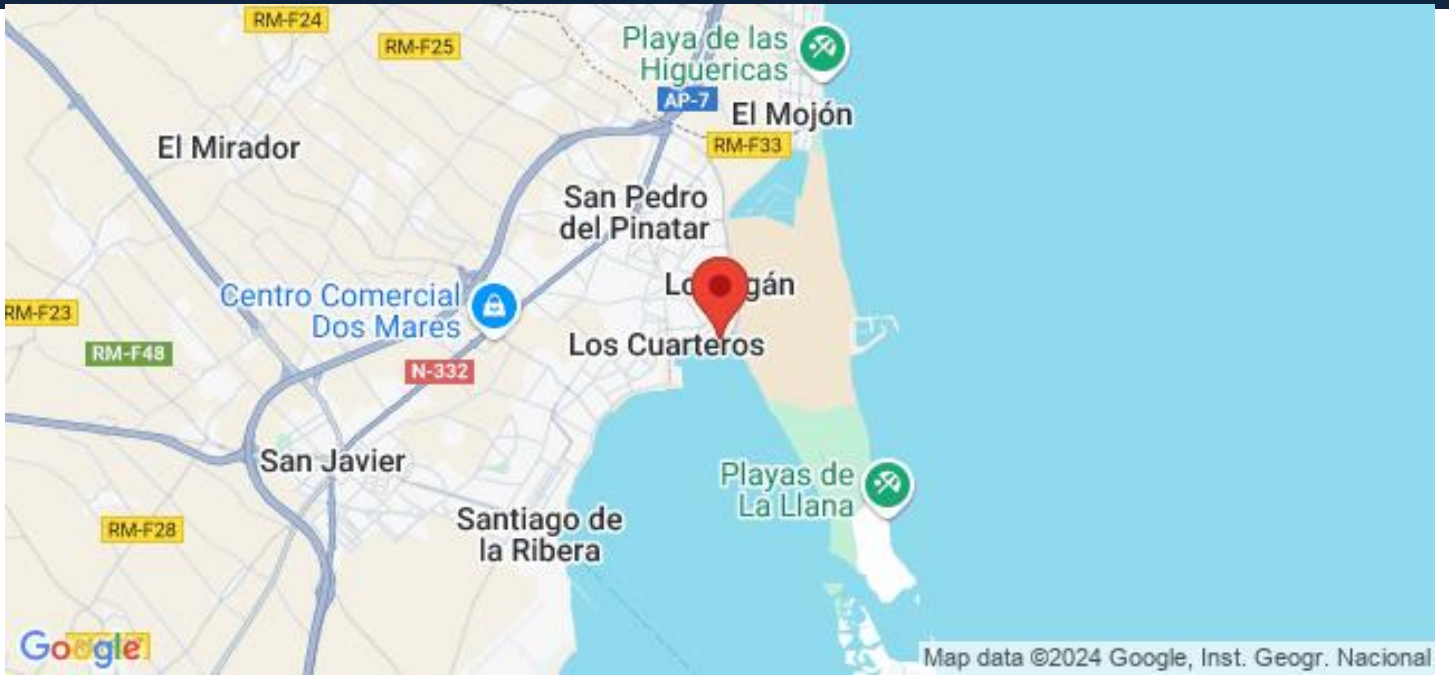 RM-F24
RM-F25
Playa de las
Higuericas
AP-7
El Mojón
RM-F33
El Mirador
San Pedro
del Pinatar
Centro Comercial
Dos Mares
RM-F23
RM-F48
Los Cuarteros
N-332
San Javier
Playas de
La Llana
RM-F28
Santiago de
la Ribera
Google
Map data ©2024 Google, Inst. Geogr. Nacional